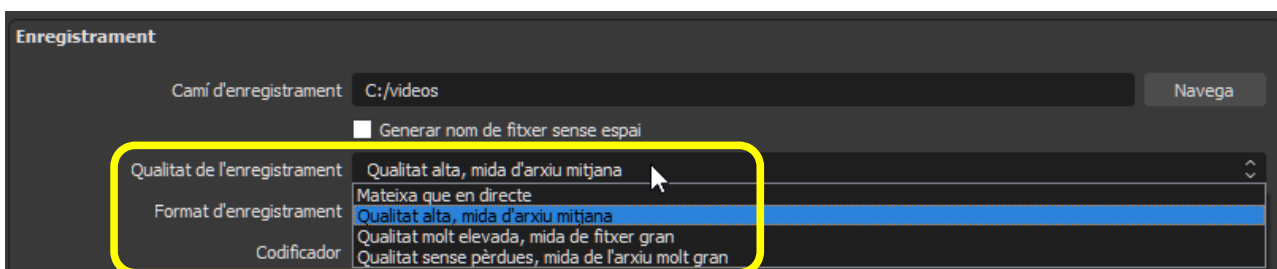 Enregistrament
Camí d'enregistrament C:/videos Navega
Generar nom de fitxer sense espai
Qualitat de l'enregistrament Qualitat alta, mida d'arxiu mitjana
Mateixa que en directe
Format d'enregistrament Qualitat alta, mida d'arxiu mitjana
Qualitat molt elevada, mida de fitxer gran
Codificador Qualitat sense pèrdues, mida de l'arxiu molt gran